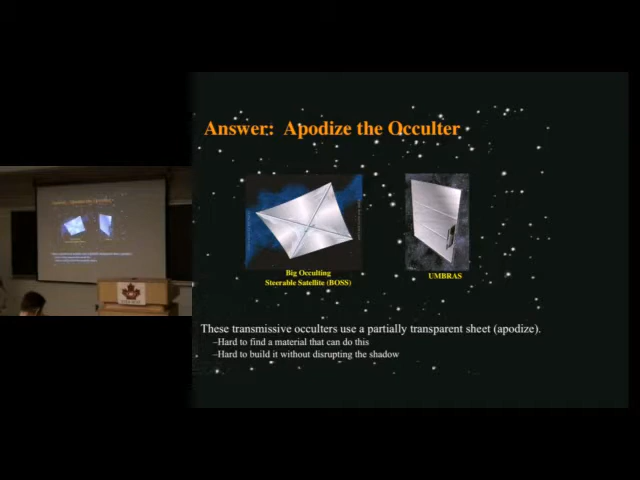 Answer: Apodize the Occulter
Big Occulting
Steerable Satellite (BOSS)
UMBRAS
These transmissive occulters use a partially transparent sheet (apodize).
–Hard to find a material that can do this
–Hard to build it without disrupting the shadow